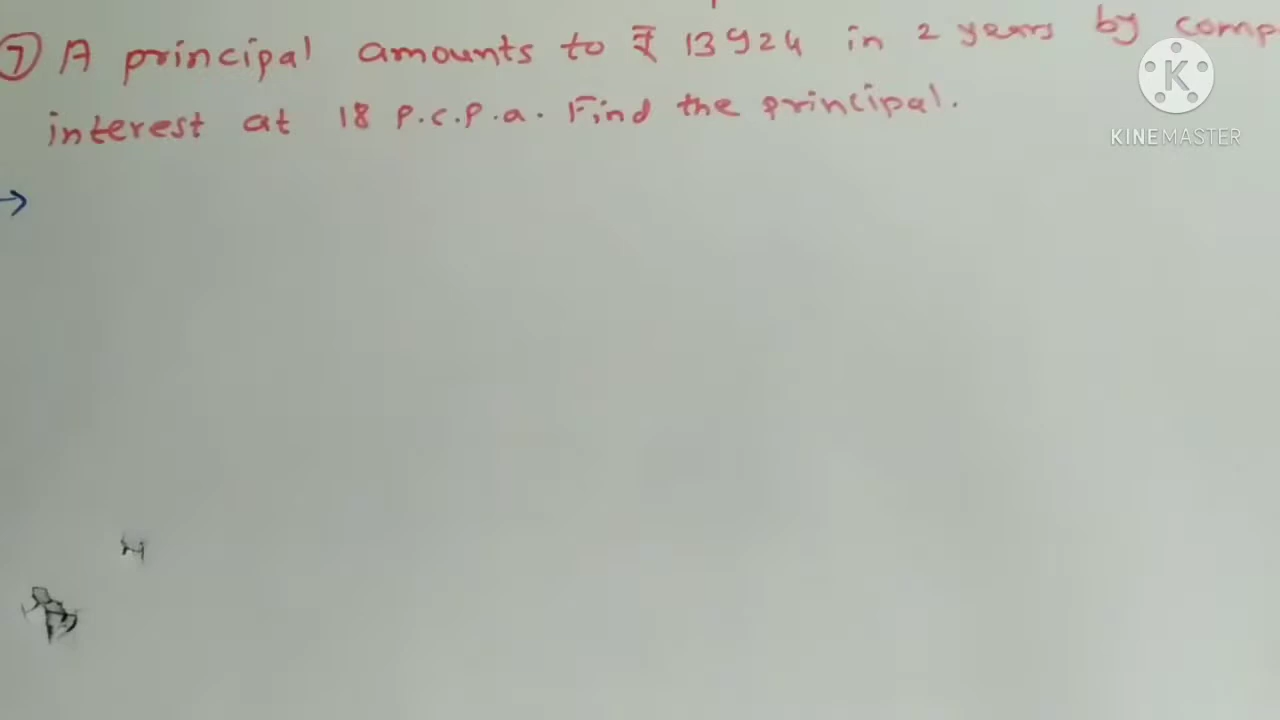 7 A principal amounts to ₹ 13924 in 2 years by comp
interest at 18 p.c.p.a. Find the principal.
→
K
KINEMASTER